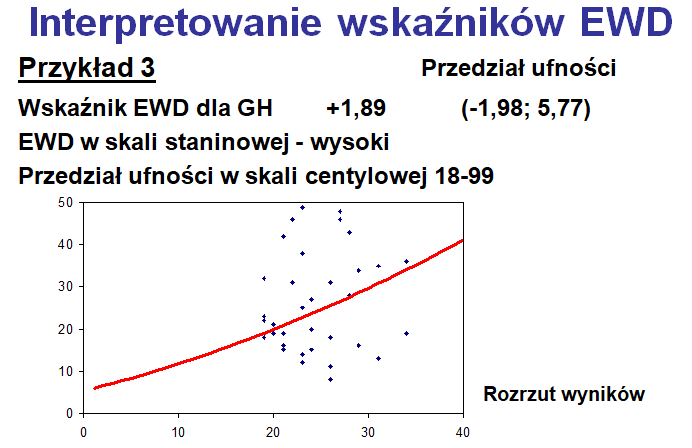 Interpretowanie wskaźników EWD
Przykład 3 Przedział ufności
Wskaźnik EWD dla GH +1,89 (-1,98; 5,77)
EWD w skali staninowej - wysoki
Przedział ufności w skali centylowej 18-99
50
40
30
20
10
0
0 10 20 30 40
Rozrzut wyników